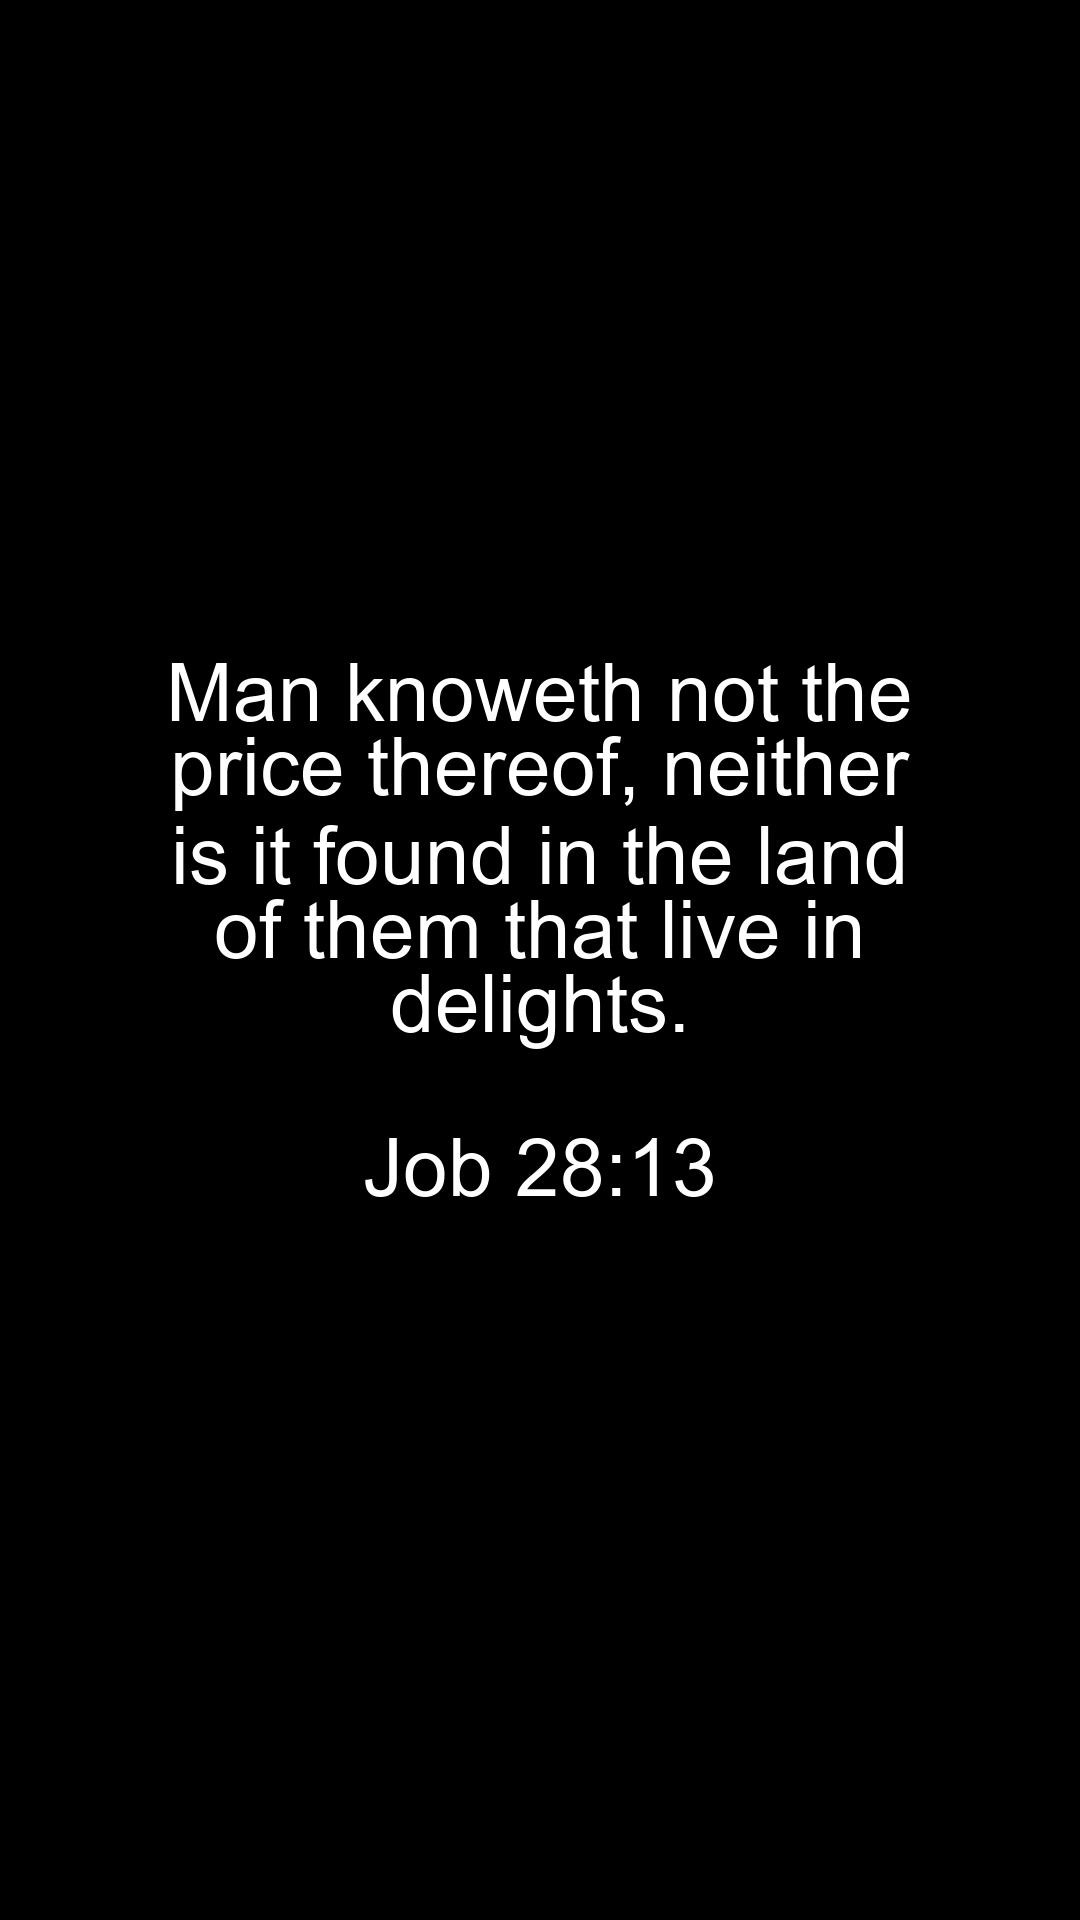 Man knoweth not the
price thereof, neither
is it found in the land
of them that live in
delights.
Job 28:13